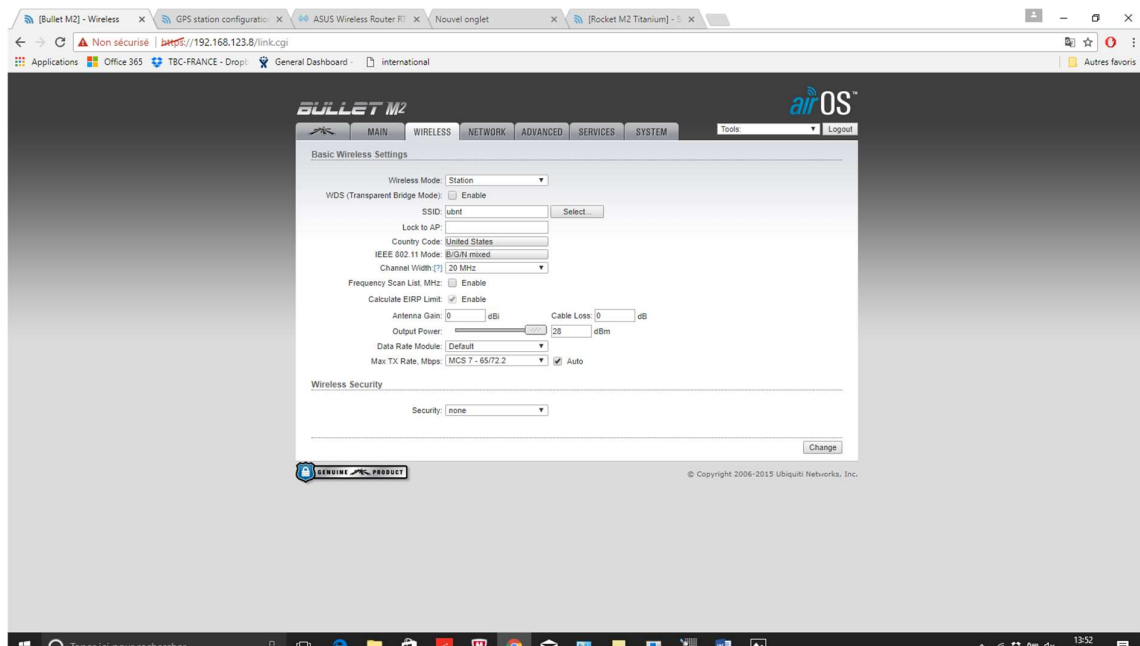 [Bullet M2] - Wireless
GPS station configuratio
ASUS Wireless Router RT
Nouvel onglet
[Rocket M2 Titanium] - S
Non sécurisé | https://192.168.123.8/link.cgi
Applications Office 365 TBC-FRANCE - Dropb General Dashboard - international Autres favoris
BULLET M2
airOS™
MAIN WIRELESS NETWORK ADVANCED SERVICES SYSTEM Tools: Logout
Basic Wireless Settings
Wireless Mode: Station
WDS (Transparent Bridge Mode): Enable
SSID: ubnt Select...
Lock to AP:
Country Code: United States
IEEE 802.11 Mode: B/G/N mixed
Channel Width:[?] 20 MHz
Frequency Scan List, MHz: Enable
Calculate EIRP Limit: Enable
Antenna Gain: 0 dBi Cable Loss: 0 dB
Output Power: 28 dBm
Data Rate Module: Default
Max TX Rate, Mbps: MCS 7 - 65/72.2 Auto
Wireless Security
Security: none
Change
GENUINE PRODUCT
© Copyright 2006-2015 Ubiquiti Networks, Inc.
Taper ici pour rechercher
13:52